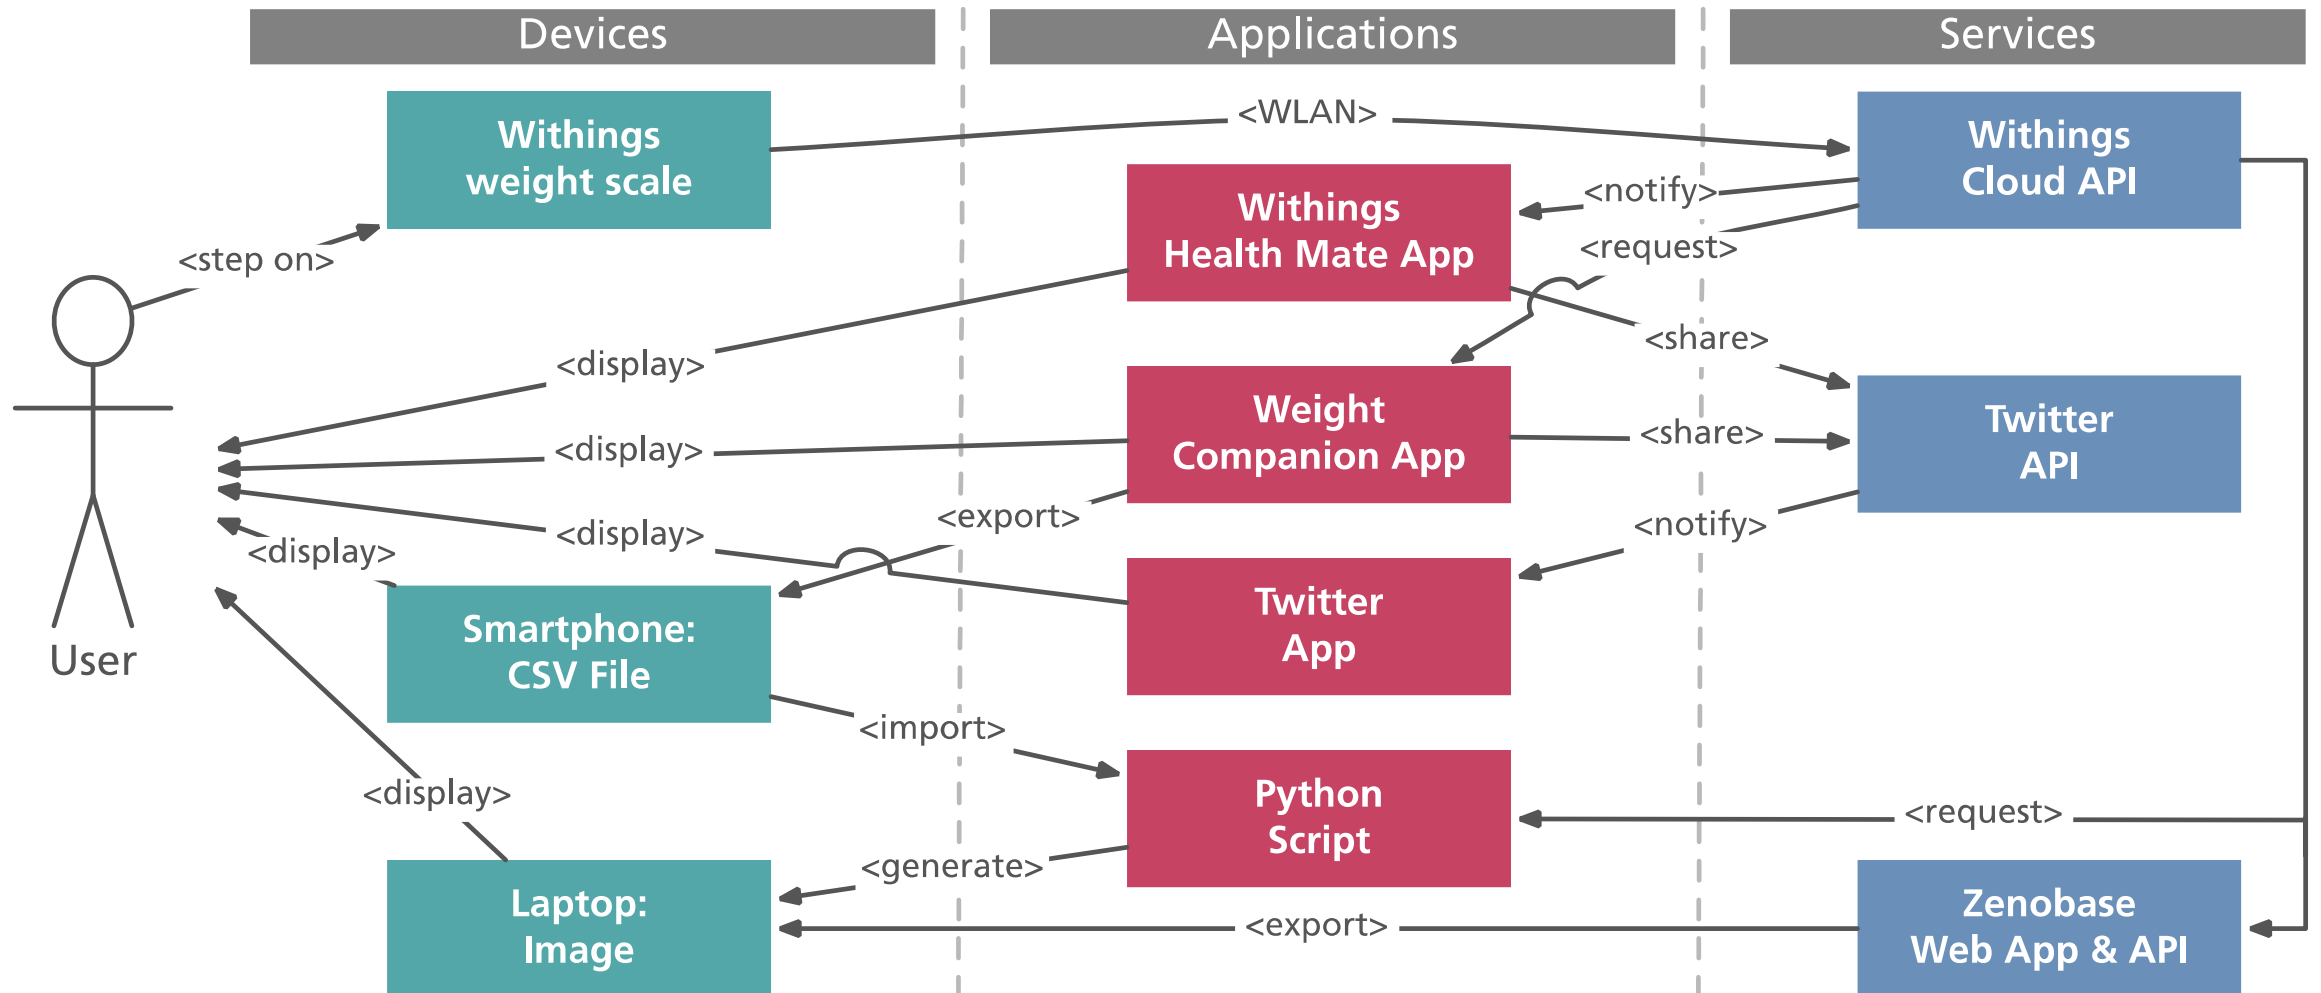 Devices
Applications
Services
Withings
weight scale
<WLAN>
Withings
Cloud API
Withings
Health Mate App
<notify>
<request>
<step on>
<share>
<display>
Weight
Companion App
Twitter
API
<share>
<display>
<export>
<notify>
<display>
<display>
Twitter
App
Smartphone:
CSV File
User
<import>
Python
Script
<display>
<request>
<generate>
Laptop:
Image
<export>
Zenobase
Web App & API